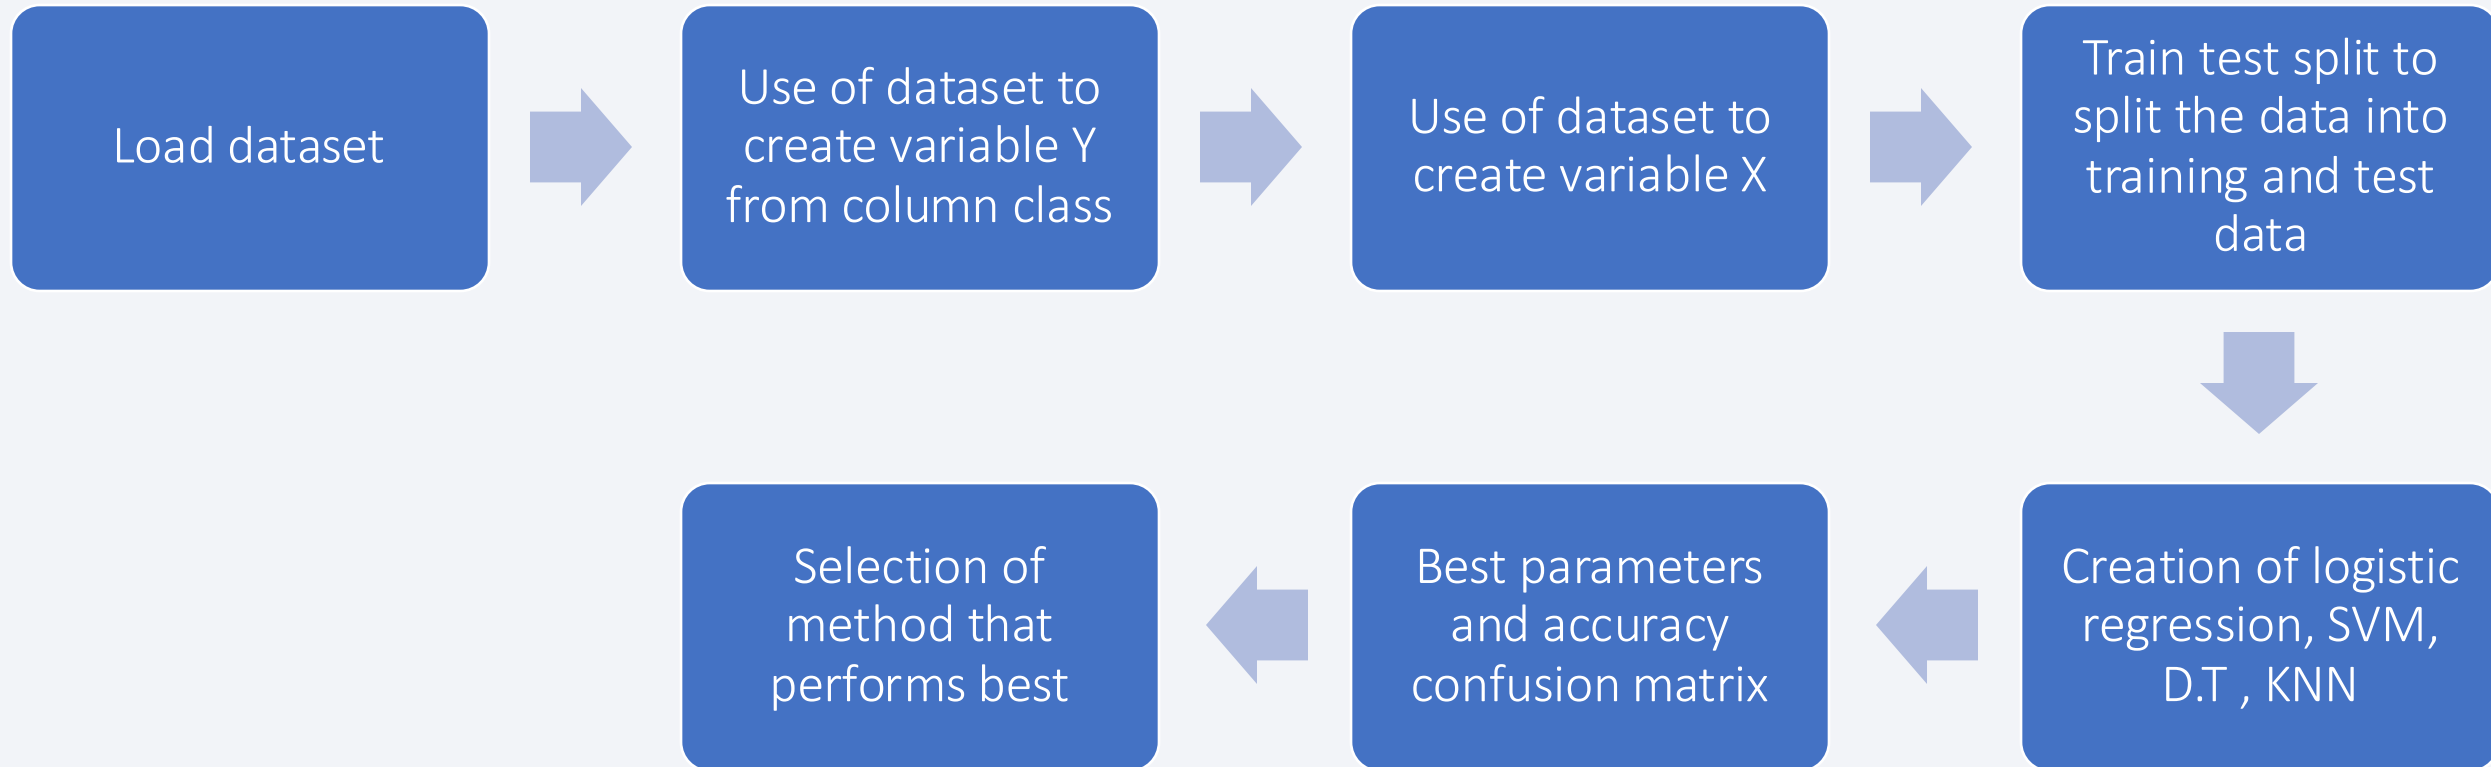 Load dataset
Use of dataset to
create variable Y
from column class
Use of dataset to
create variable X
Train test split to
split the data into
training and test
data
Creation of logistic
regression, SVM,
D.T , KNN
Best parameters
and accuracy
confusion matrix
Selection of
method that
performs best